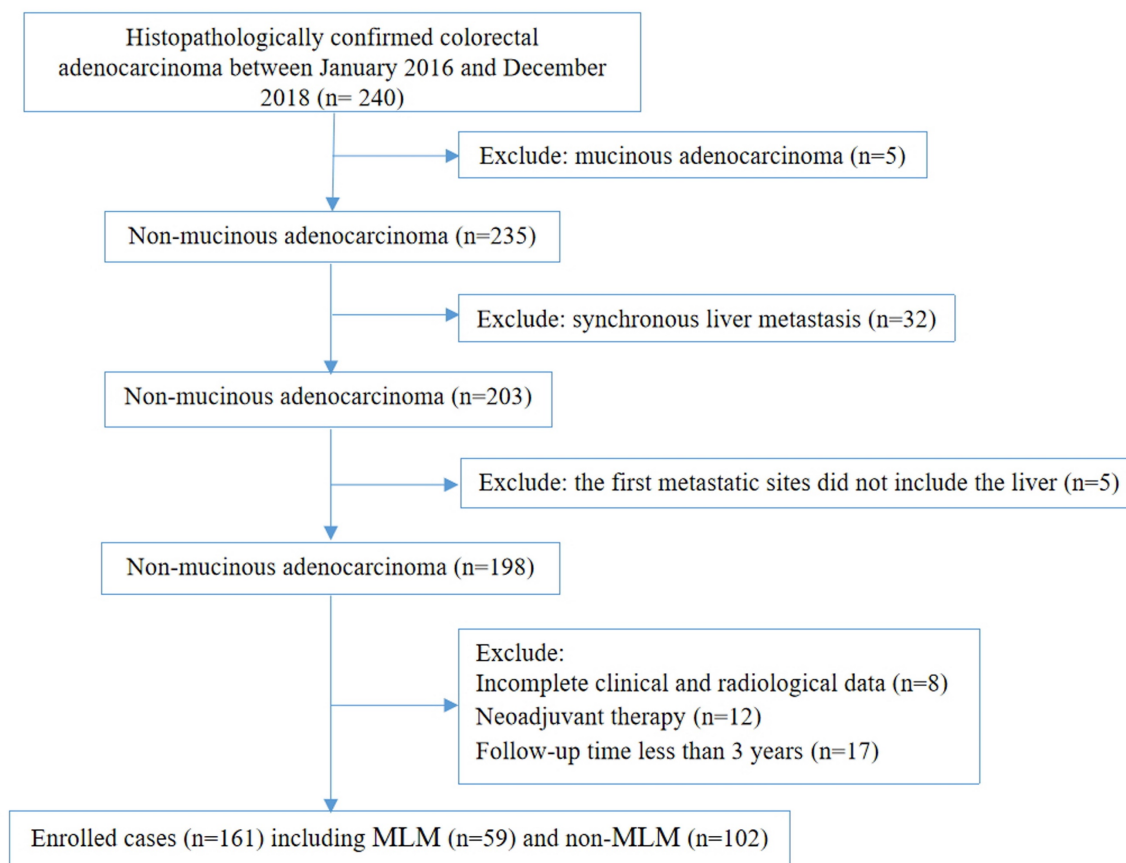 Histopathologically confirmed colorectal
adenocarcinoma between January 2016 and December
2018 (n= 240)
Exclude: mucinous adenocarcinoma (n=5)
Non-mucinous adenocarcinoma (n=235)
Exclude: synchronous liver metastasis (n=32)
Non-mucinous adenocarcinoma (n=203)
Exclude: the first metastatic sites did not include the liver (n=5)
Non-mucinous adenocarcinoma (n=198)
Exclude:
Incomplete clinical and radiological data (n=8)
Neoadjuvant therapy (n=12)
Follow-up time less than 3 years (n=17)
Enrolled cases (n=161) including MLM (n=59) and non-MLM (n=102)